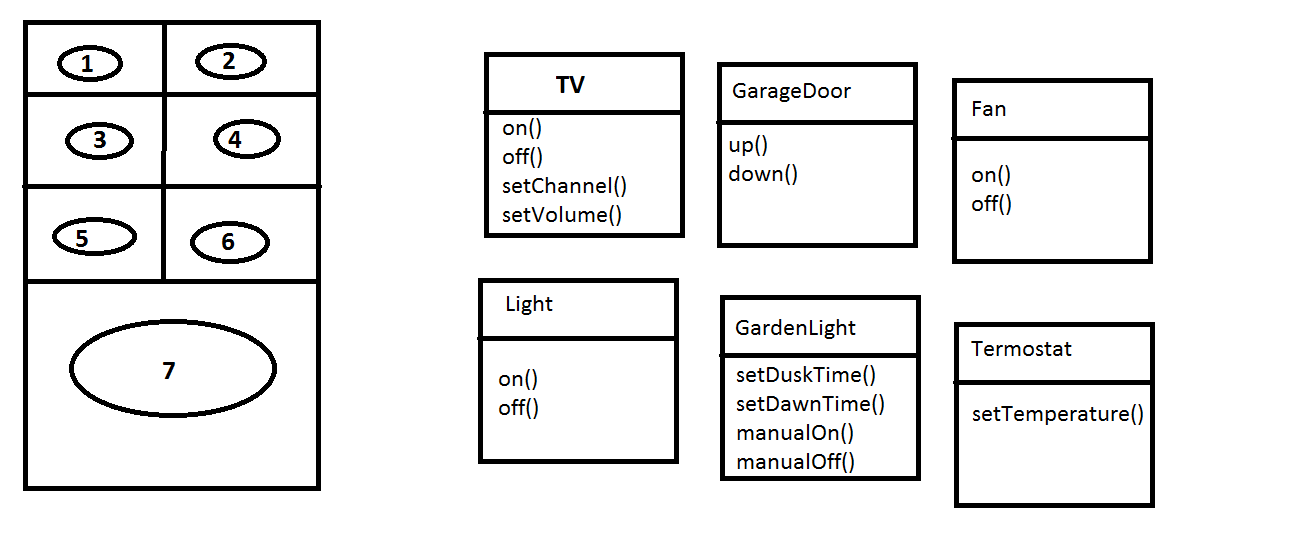 1
2
3
4
5
6
7
TV
on()
off()
setChannel()
setVolume()
GarageDoor
up()
down()
Fan
on()
off()
Light
on()
off()
GardenLight
setDuskTime()
setDawnTime()
manualOn()
manualOff()
Termostat
setTemperature()